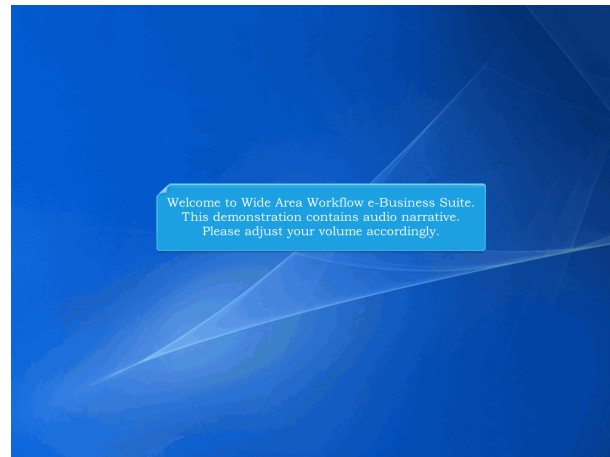 Welcome to Wide Area Workflow e-Business Suite.
This demonstration contains audio narrative.
Please adjust your volume accordingly.